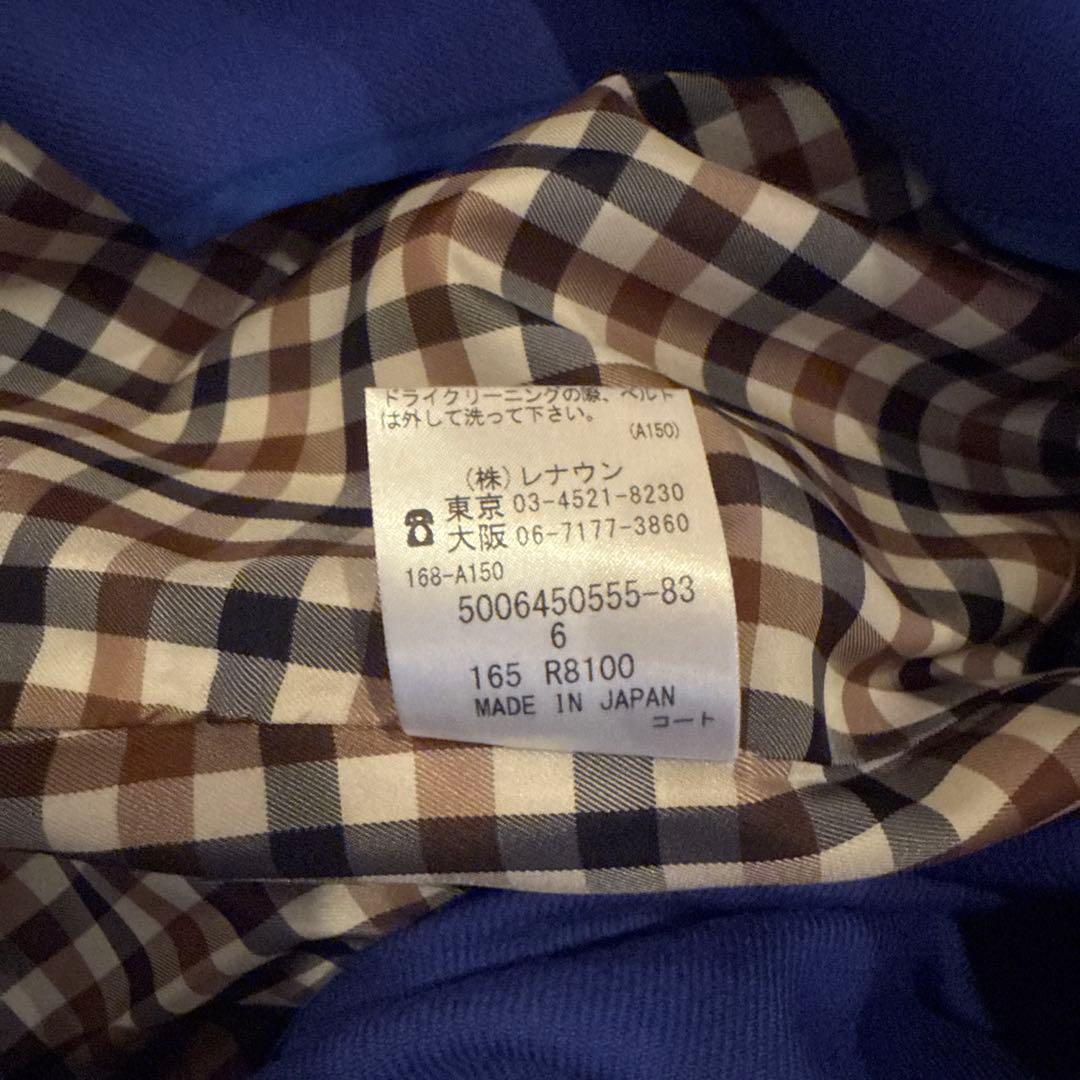 ドライクリーニングの際、ベルト
は外して洗って下さい。
(A150)
(株)レナウン
☎ 東京 03-4521-8230
大阪 06-7177-3860
168-A150
5006450555-83
6
165 R8100
MADE IN JAPAN
コート